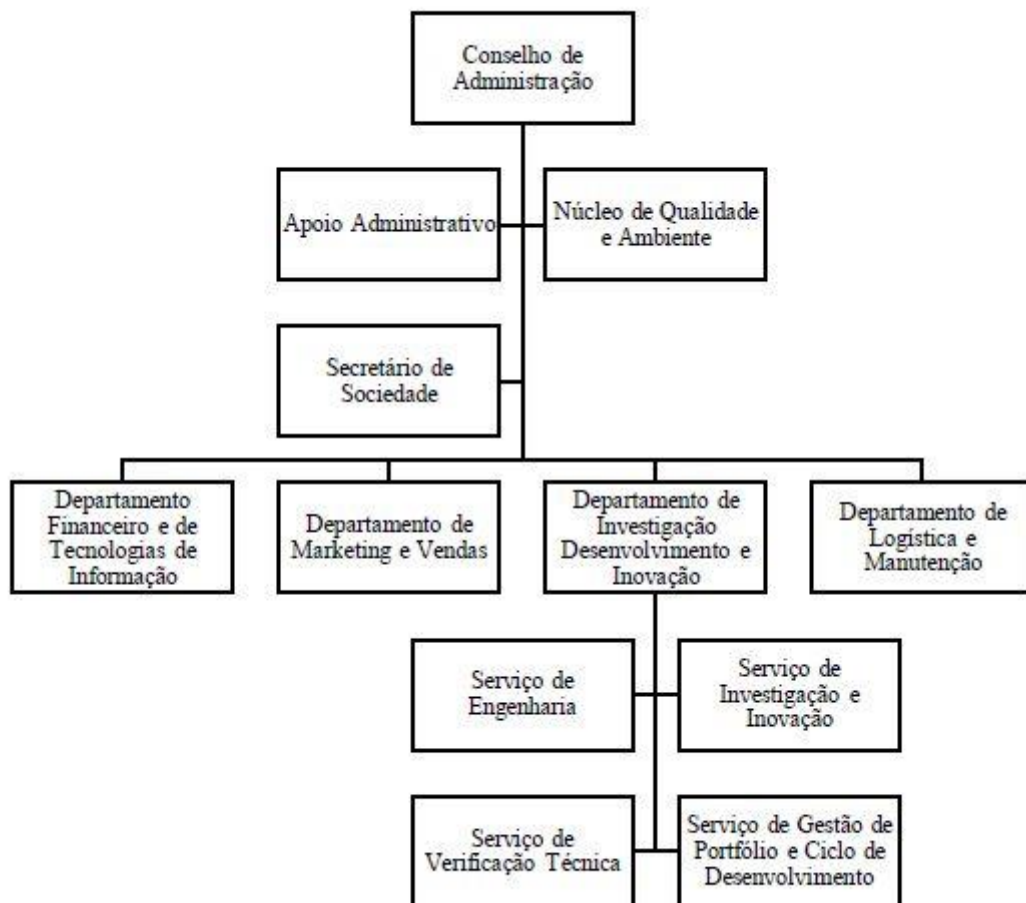 Conselho de
Administração
Apoio Administrativo
Núcleo de Qualidade
e Ambiente
Secretário de
Sociedade
Departamento
Financeiro e de
Tecnologias de
Informação
Departamento de
Marketing e Vendas
Departamento de
Investigação
Desenvolvimento e
Inovação
Departamento de
Logística e
Manutenção
Serviço de
Engenharia
Serviço de
Investigação e
Inovação
Serviço de
Verificação Técnica
Serviço de Gestão de
Portfólio e Ciclo de
Desenvolvimento